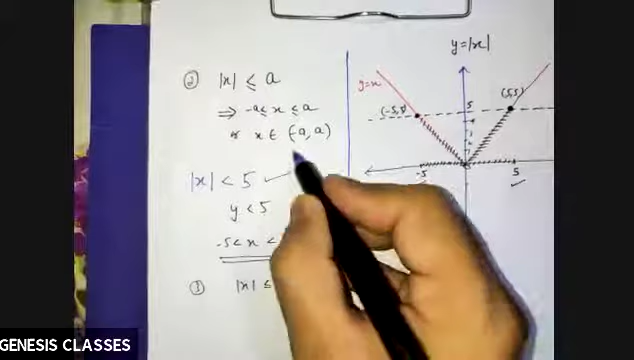 ② |x| ≤ a
⇒ -a ≤ x ≤ a
or x ∈ (-a, a)
|x| < 5 ✓
y < 5
-5 < x <
③ |x| ≤
y = |x|
y=x
(-5,5)
(5,5)
5
-5
5
✓
GENESIS CLASSES